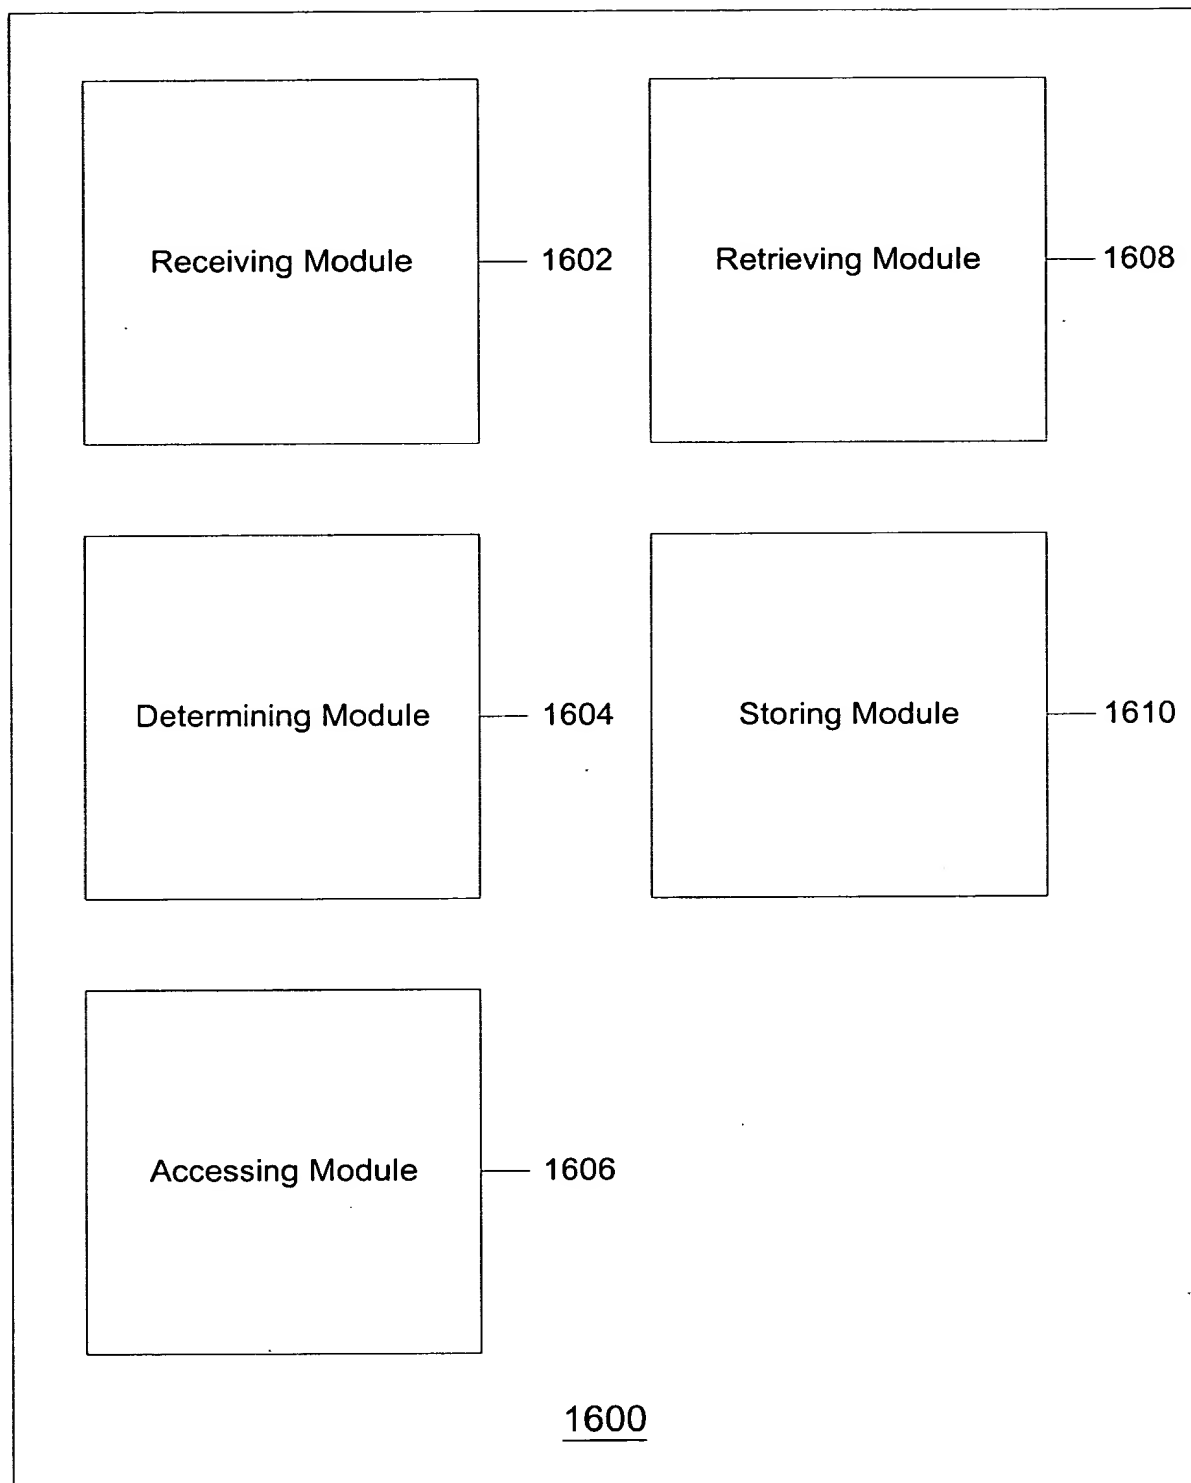 Receiving Module
1602
Retrieving Module
1608
Determining Module
1604
Storing Module
1610
Accessing Module
1606
1600